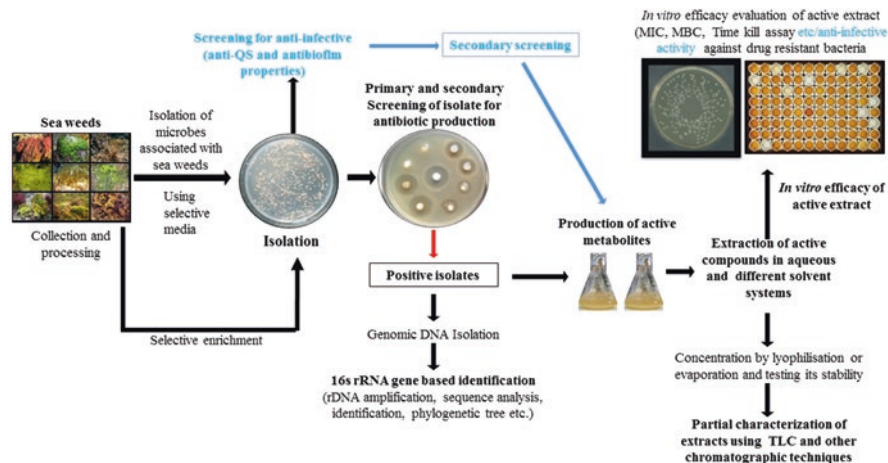 Sea weeds
Collection and
processing
Isolation of
microbes
associated with
sea weeds
Using
selective
media
Selective enrichment
Isolation
Screening for anti-infective
(anti-QS and antibioflm
properties)
Secondary screening
Primary and secondary
Screening of isolate for
antibiotic production
Positive isolates
Genomic DNA Isolation
16s rRNA gene based identification
(rDNA amplification, sequence analysis,
identification, phylogenetic tree etc.)
Production of active
metabolites
Extraction of active
compounds in aqueous
and different solvent
systems
In vitro efficacy of
active extract
In vitro efficacy evaluation of active extract
(MIC, MBC, Time kill assay etc/anti-infective
activity against drug resistant bacteria
Concentration by lyophilisation or
evaporation and testing its stability
Partial characterization of
extracts using TLC and other
chromatographic techniques